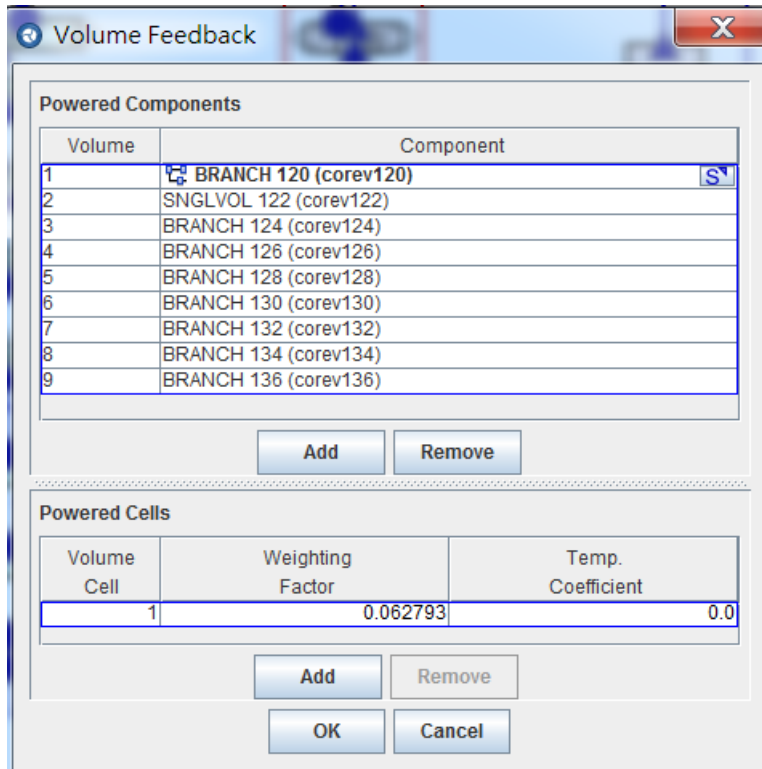 Volume Feedback
X
Powered Components
Volume Component
1 BRANCH 120 (corev120) S
2 SNGLVOL 122 (corev122)
3 BRANCH 124 (corev124)
4 BRANCH 126 (corev126)
5 BRANCH 128 (corev128)
6 BRANCH 130 (corev130)
7 BRANCH 132 (corev132)
8 BRANCH 134 (corev134)
9 BRANCH 136 (corev136)
Add Remove
Powered Cells
Volume Weighting Temp.
Cell Factor Coefficient
1 0.062793 0.0
Add Remove
OK Cancel